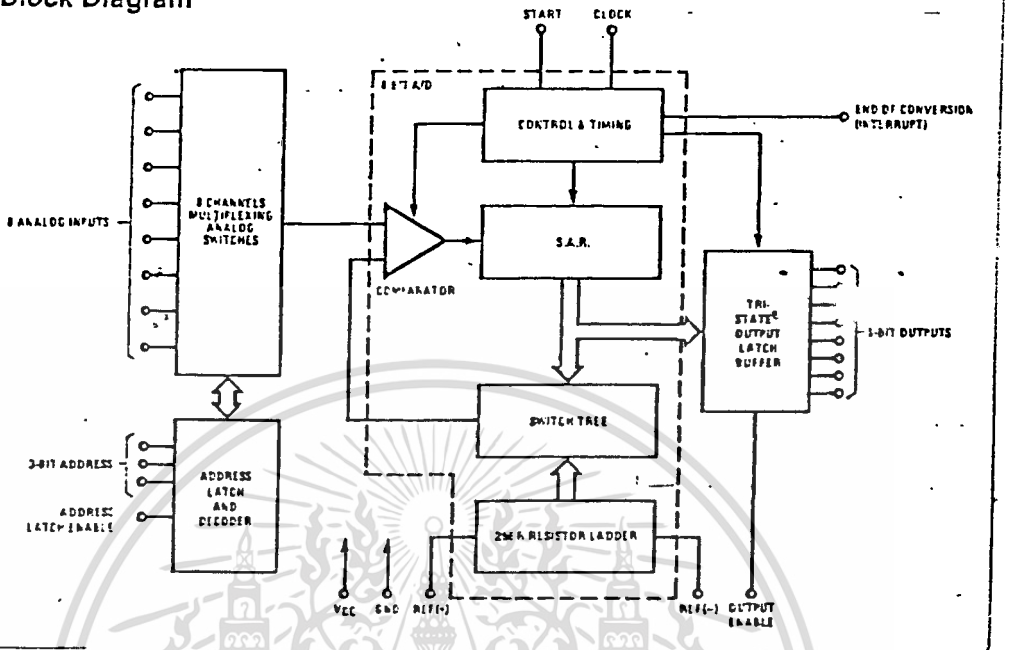 Block Diagram
START
CLOCK
8 BIT A/D
CONTROL & TIMING
END OF CONVERSION
(INTERRUPT)
8 ANALOG INPUTS
8 CHANNELS
MULTIPLEXING
ANALOG
SWITCHES
S.A.R.
COMPARATOR
TRI-
STATE®
OUTPUT
LATCH
BUFFER
8-BIT OUTPUTS
SWITCH TREE
3-BIT ADDRESS
ADDRESS
LATCH ENABLE
ADDRESS
LATCH
AND
DECODER
256 R RESISTOR LADDER
VCC
GND
REF(+)
REF(-)
OUTPUT
ENABLE